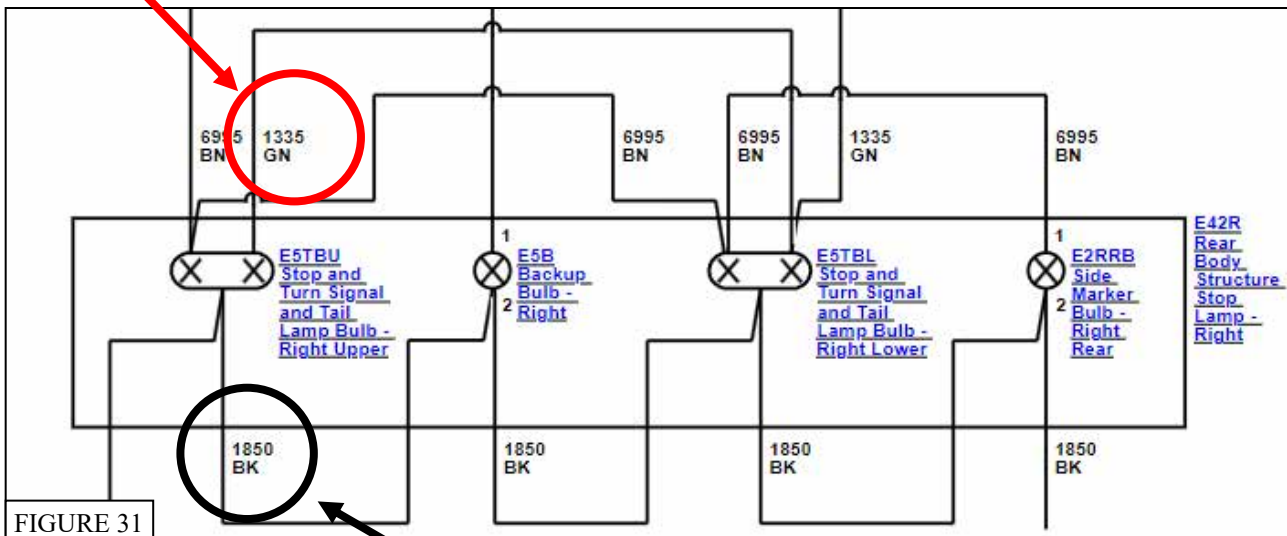 6995
BN
1335
GN
6995
BN
6995
BN
1335
GN
6995
BN
E5TBU
Stop and
Turn Signal
and Tail
Lamp Bulb -
Right Upper
1
E5B
Backup
Bulb -
Right
2
E5TBL
Stop and
Turn Signal
and Tail
Lamp Bulb -
Right Lower
1
E2RRB
Side
Marker
Bulb -
Right
Rear
2
E42R
Rear
Body
Structure
Stop
Lamp -
Right
1850
BK
1850
BK
1850
BK
1850
BK
FIGURE 31